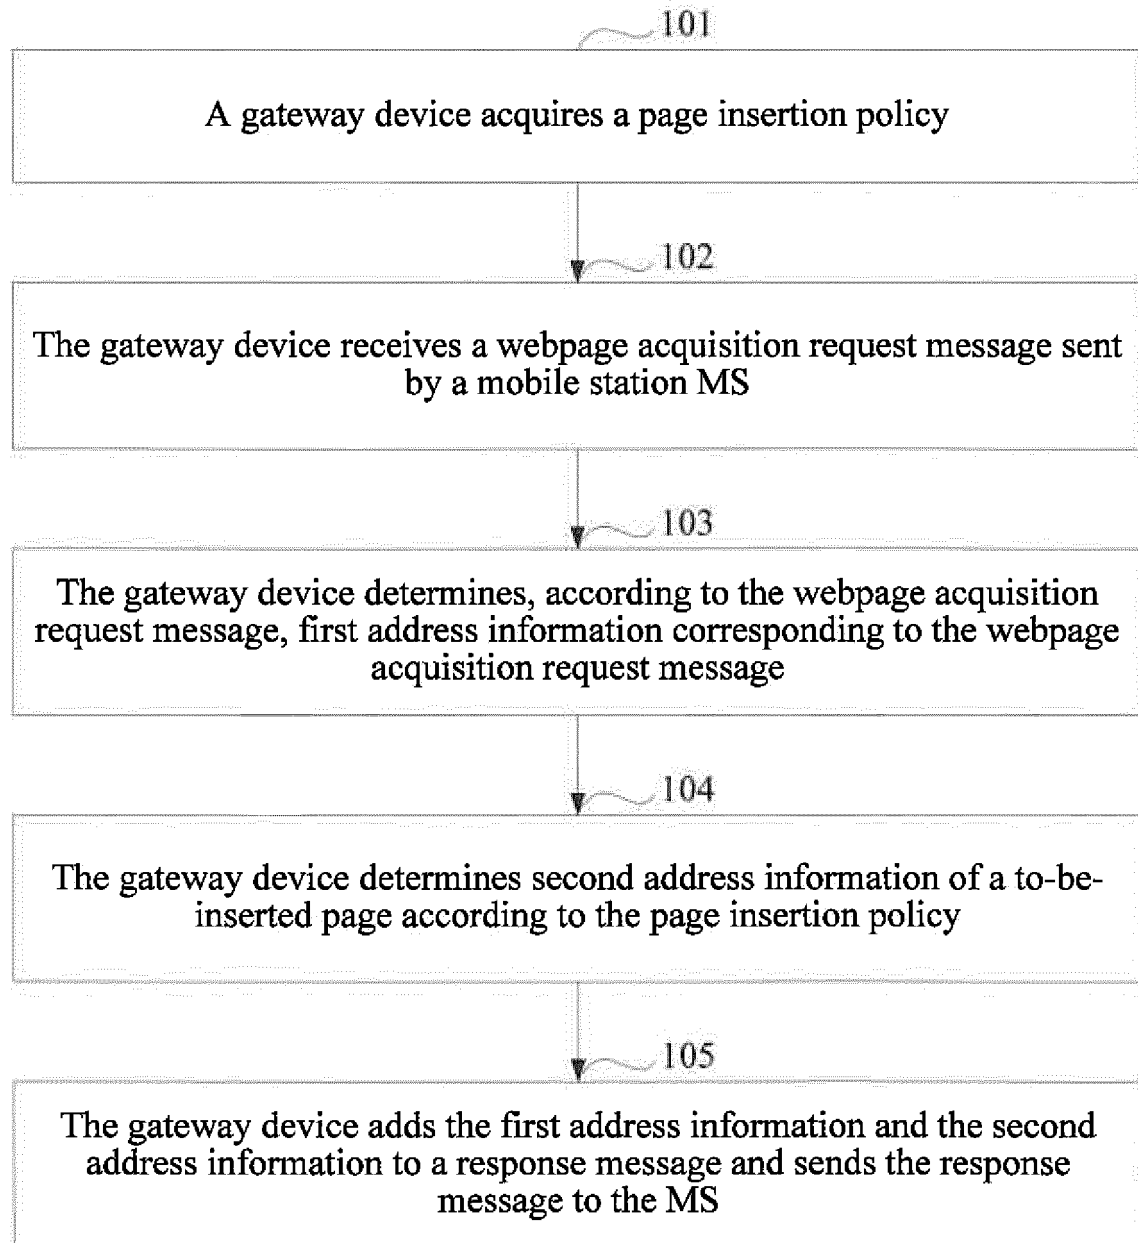 101
A gateway device acquires a page insertion policy
102
The gateway device receives a webpage acquisition request message sent
by a mobile station MS
103
The gateway device determines, according to the webpage acquisition
request message, first address information corresponding to the webpage
acquisition request message
104
The gateway device determines second address information of a to-be-
inserted page according to the page insertion policy
105
The gateway device adds the first address information and the second
address information to a response message and sends the response
message to the MS